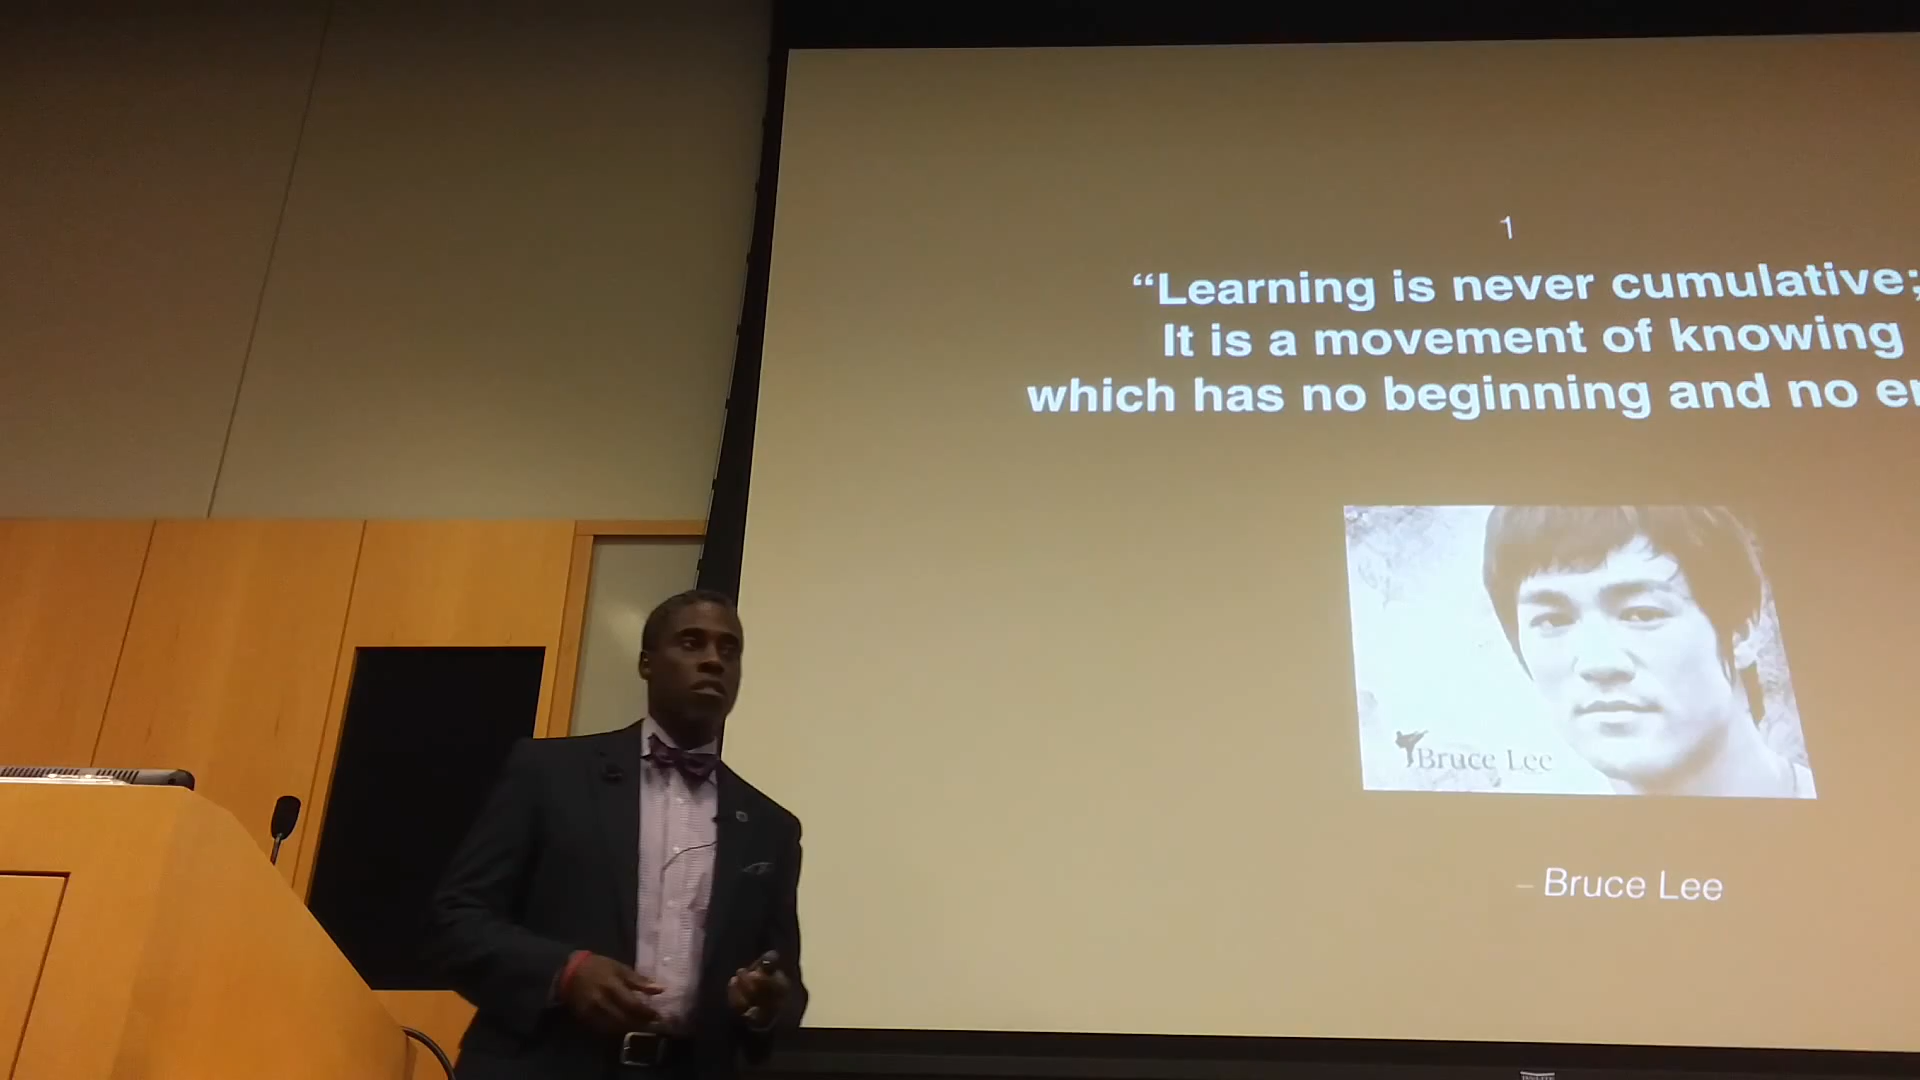 1
“Learning is never cumulative;
It is a movement of knowing
which has no beginning and no
Bruce Lee
– Bruce Lee